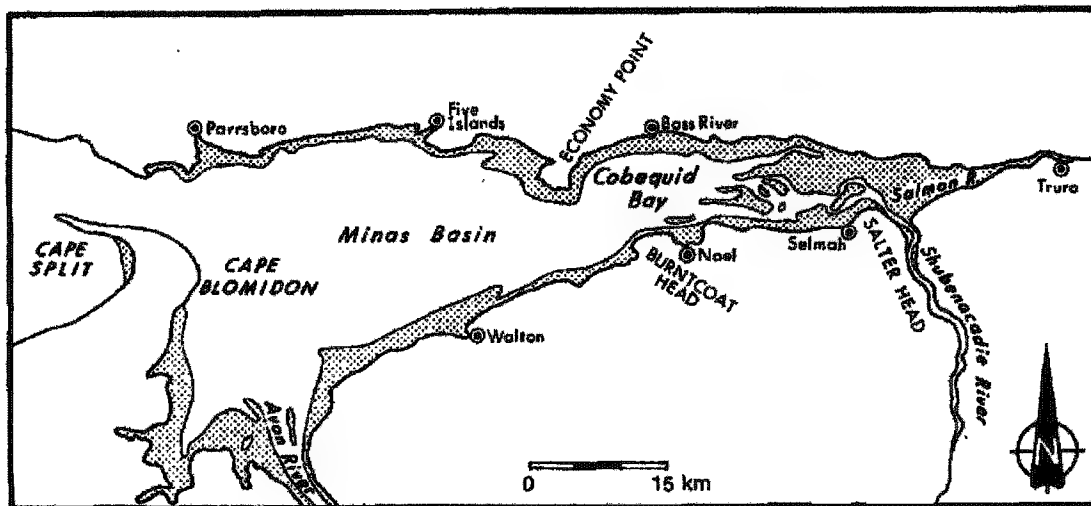 ECONOMY POINT
Parrsboro
Five
Islands
Bass River
Cobequid
Bay
Salmon R.
Truro
Minas Basin
CAPE
SPLIT
CAPE
BLOMIDON
Noel
BURNTCOAT
HEAD
Selmah
SALTER HEAD
Shubenacadie River
Walton
Avon River
0 15 km
N